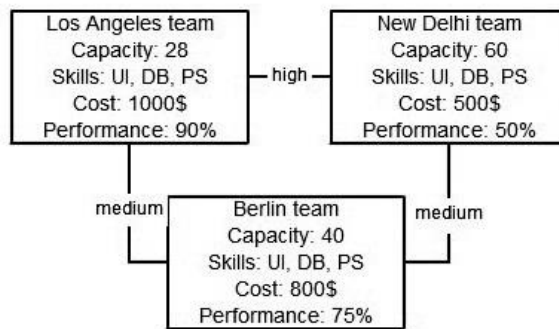 Los Angeles team
Capacity: 28
Skills: UI, DB, PS
Cost: 1000$
Performance: 90%
high
New Delhi team
Capacity: 60
Skills: UI, DB, PS
Cost: 500$
Performance: 50%
medium
Berlin team
Capacity: 40
Skills: UI, DB, PS
Cost: 800$
Performance: 75%
medium